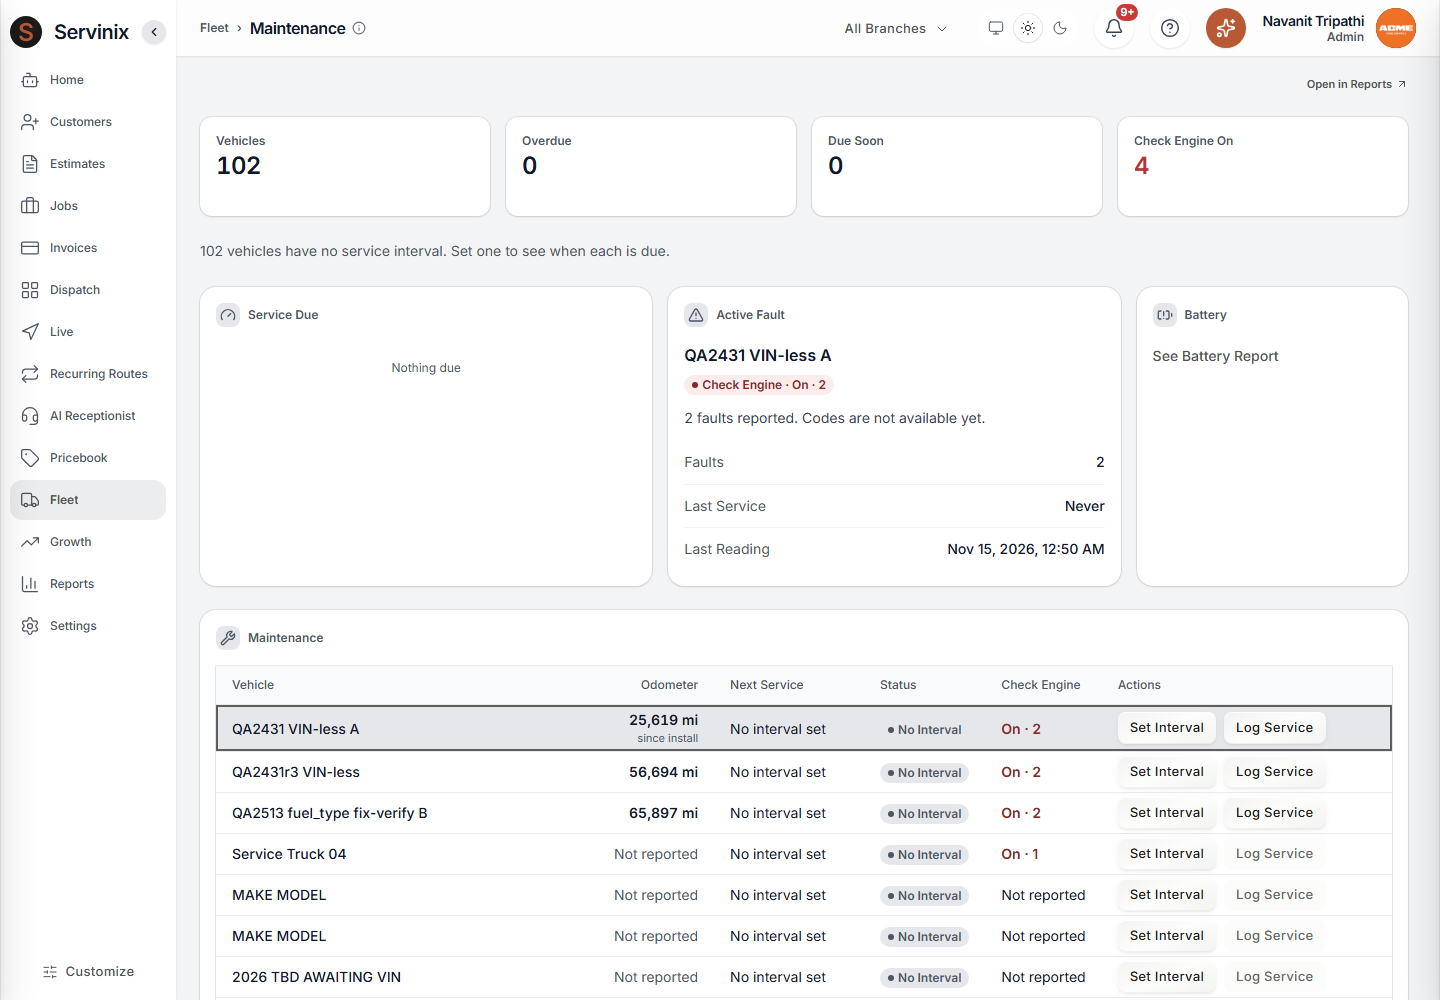 Servinix
Home
Customers
Estimates
Jobs
Invoices
Dispatch
Live
Recurring Routes
AI Receptionist
Pricebook
Fleet
Growth
Reports
Settings
Customize
Fleet › Maintenance
All Branches
9+
Navanit Tripathi
Admin
ACME
Open in Reports
Vehicles
102
Overdue
0
Due Soon
0
Check Engine On
4
102 vehicles have no service interval. Set one to see when each is due.
Service Due
Nothing due
Active Fault
QA2431 VIN-less A
Check Engine · On · 2
2 faults reported. Codes are not available yet.
Faults 2
Last Service Never
Last Reading Nov 15, 2026, 12:50 AM
Battery
See Battery Report
Maintenance
Vehicle Odometer Next Service Status Check Engine Actions
QA2431 VIN-less A 25,619 mi since install No interval set No Interval On · 2 Set Interval Log Service
QA2431r3 VIN-less 56,694 mi No interval set No Interval On · 2 Set Interval Log Service
QA2513 fuel_type fix-verify B 65,897 mi No interval set No Interval On · 2 Set Interval Log Service
Service Truck 04 Not reported No interval set No Interval On · 1 Set Interval Log Service
MAKE MODEL Not reported No interval set No Interval Not reported Set Interval Log Service
MAKE MODEL Not reported No interval set No Interval Not reported Set Interval Log Service
2026 TBD AWAITING VIN Not reported No interval set No Interval Not reported Set Interval Log Service